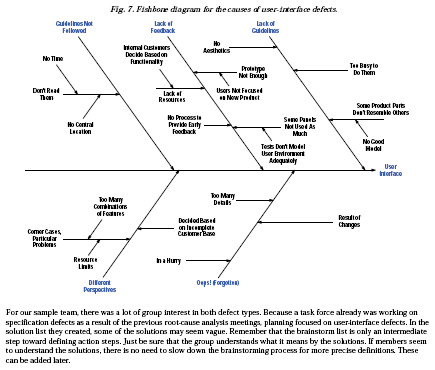 Fig. 7. Fishbone diagram for the causes of user-interface defects.
Guidelines Not
Followed
Lack of
Feedback
Lack of
Guidelines
No Time
Internal Customers
Decide Based on
Functionality
No
Aesthetics
Prototype
Not Enough
Too Busy to
Do Them
Don't Read
Them
Lack of
Resources
Users Not Focused
on New Product
No Central
Location
No Process to
Provide Early
Feedback
Some Panels
Not Used As
Much
Some Product Parts
Don't Resemble Others
Tests Don't Model
User Environment
Adequately
No Good
Model
User
Interface
Too Many
Combinations
of Features
Too Many
Details
Corner Cases,
Particular
Problems
Decided Based
on Incomplete
Customer Base
Result of
Changes
Resource
Limits
In a Hurry
Different
Perspectives
Oops! (Forgotten)
For our sample team, there was a lot of group interest in both defect types. Because a task force already was working on
specification defects as a result of the previous root-cause analysis meetings, planning focused on user-interface defects. In the
solution list they created, some of the solutions may seem vague. Remember that the brainstorm list is only an intermediate
step toward defining action steps. Just be sure that the group understands what it means by the solutions. If members seem
to understand the solutions, there is no need to slow down the brainstorming process for more precise definitions. These
can be added later.